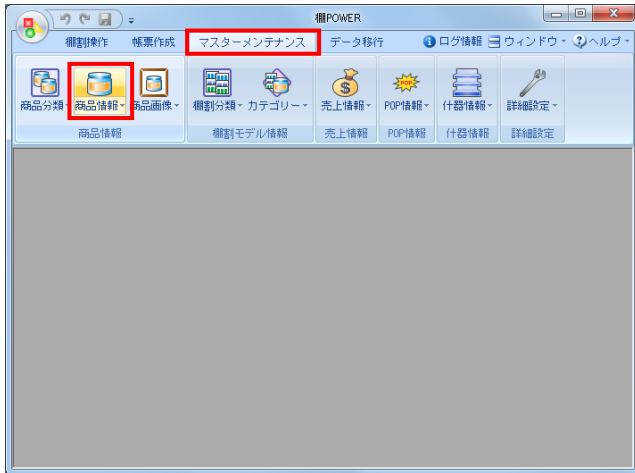 棚POWER
棚割操作 帳票作成 マスターメンテナンス データ移行 ログ情報 ウィンドウ ヘルプ
商品分類 商品情報 商品画像 棚割分類 カテゴリー 売上情報 POP情報 什器情報 詳細設定
商品情報 棚割モデル情報 売上情報 POP情報 什器情報 詳細設定